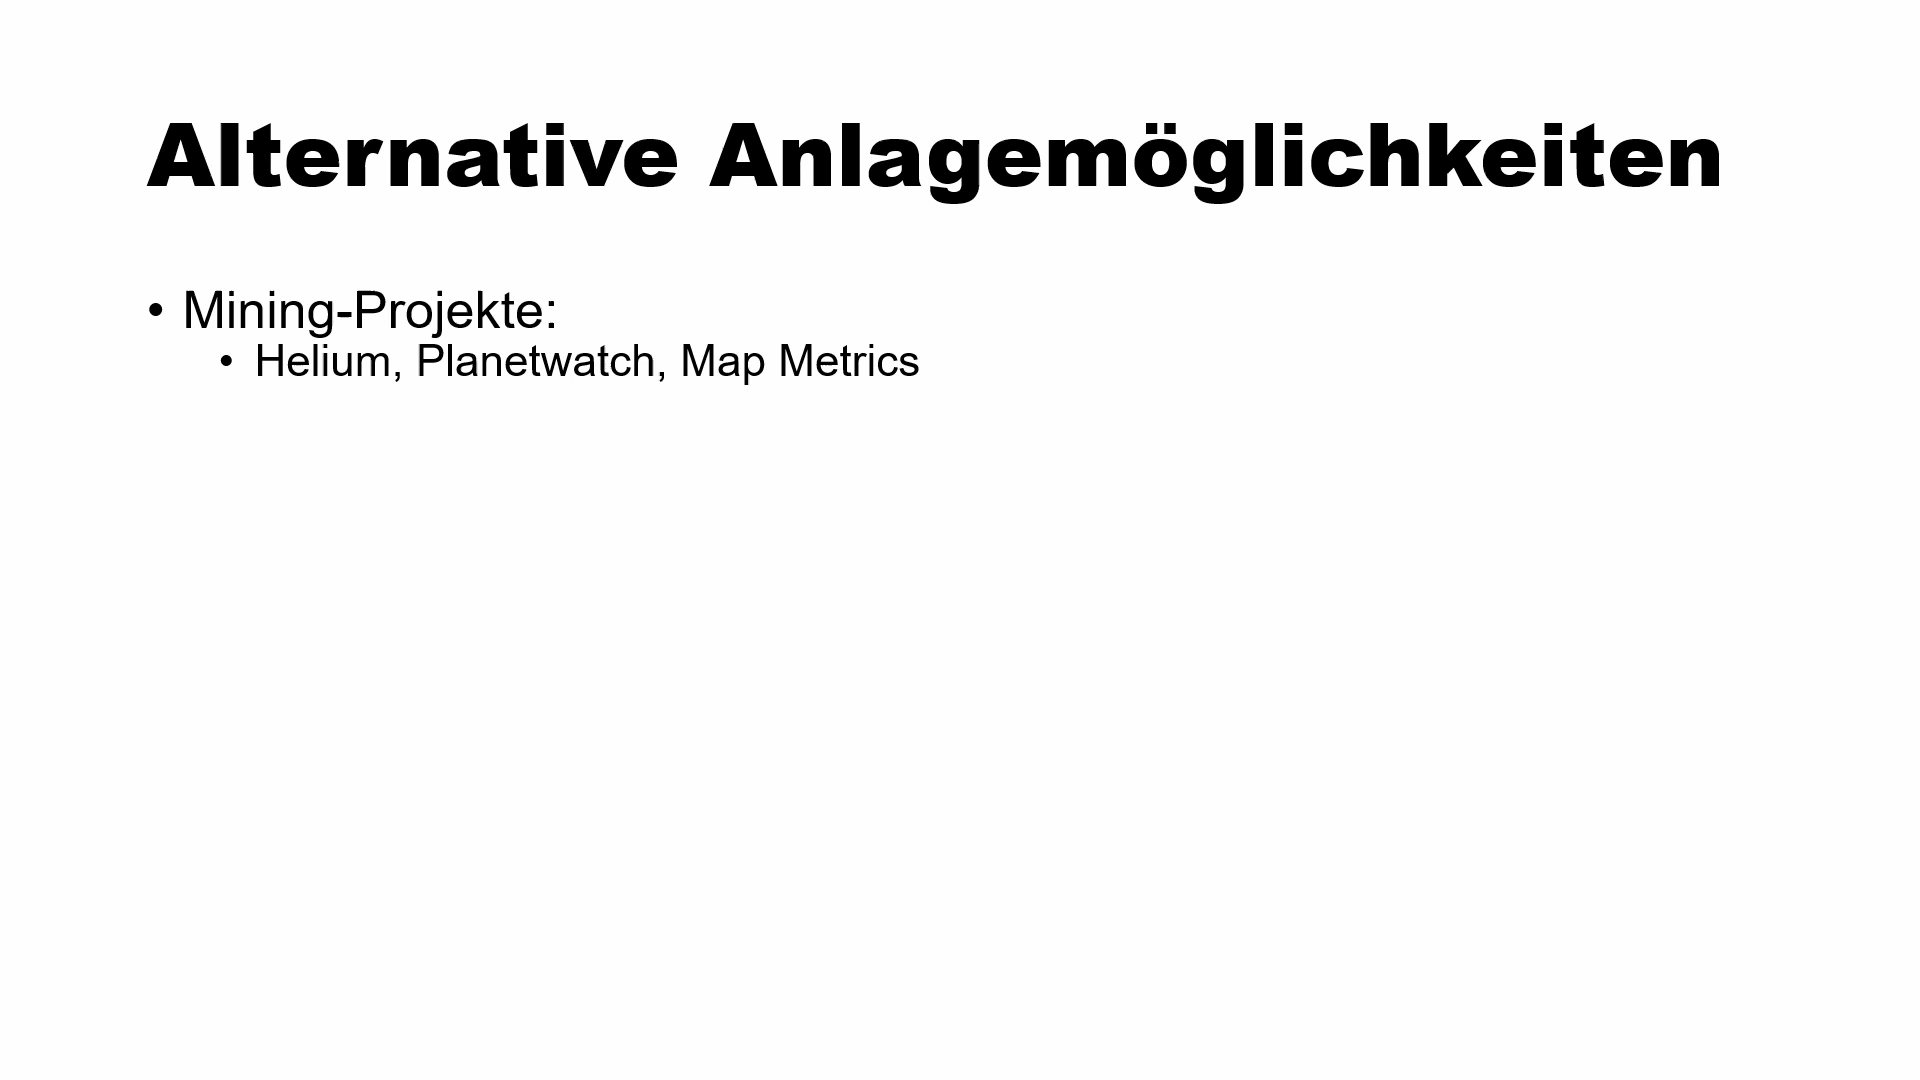 Alternative Anlagemöglichkeiten
• Mining-Projekte:
• Helium, Planetwatch, Map Metrics